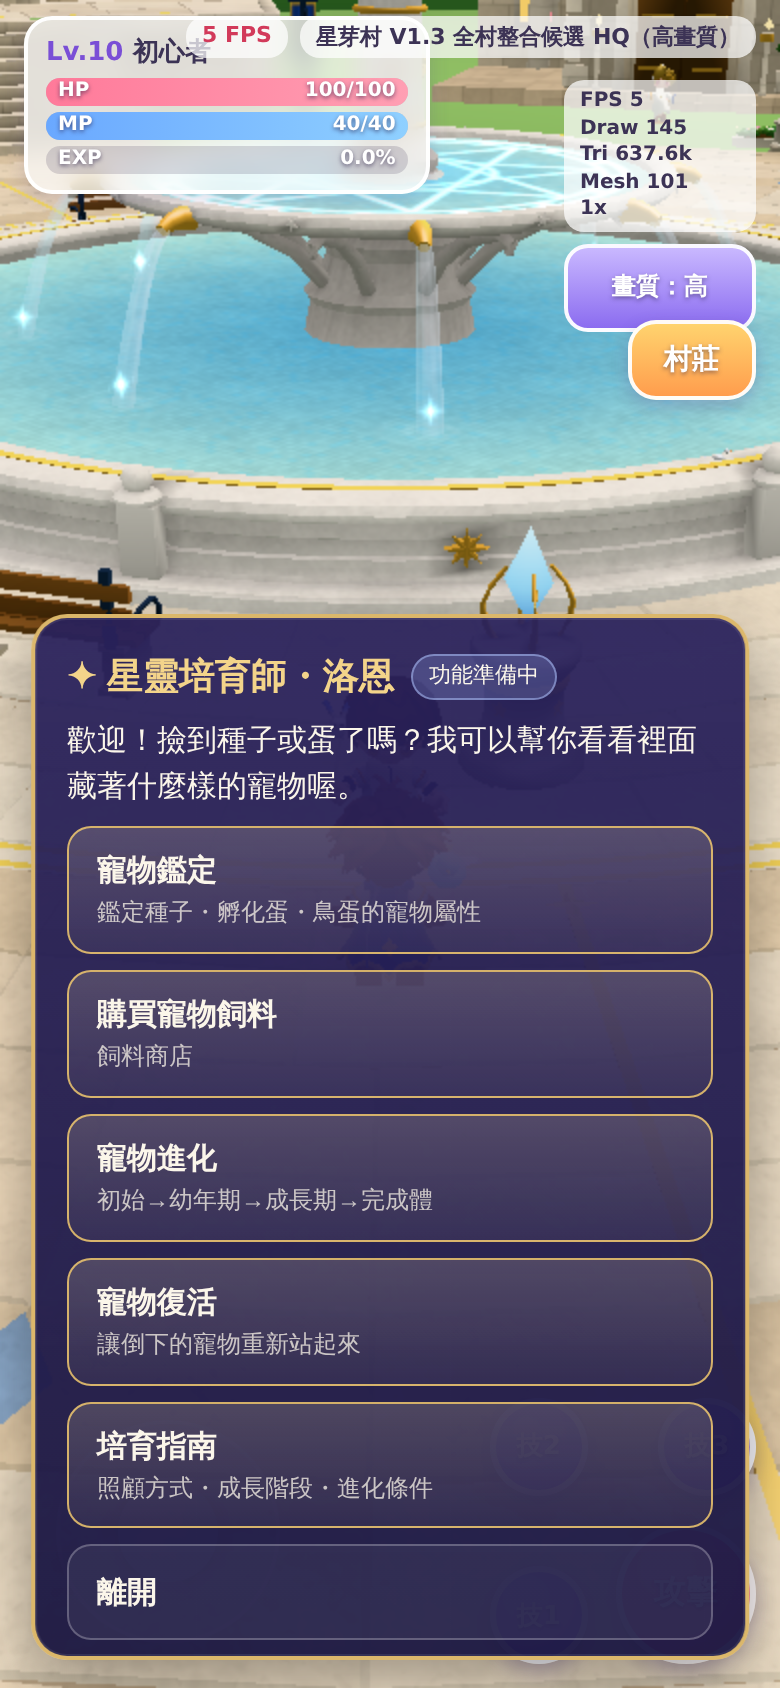 5 FPS
星芽村 V1.3 全村整合候選 HQ（高畫質）
Lv.10 初心者
HP 100/100
MP 40/40
EXP 0.0%
FPS 5
Draw 145
Tri 637.6k
Mesh 101
1x
畫質：高
村莊
✦ 星靈培育師・洛恩 功能準備中
歡迎！撿到種子或蛋了嗎？我可以幫你看看裡面
藏著什麼樣的寵物喔。
寵物鑑定
鑑定種子・孵化蛋・鳥蛋的寵物屬性
購買寵物飼料
飼料商店
寵物進化
初始→幼年期→成長期→完成體
寵物復活
讓倒下的寵物重新站起來
培育指南
照顧方式・成長階段・進化條件
技2 技3
離開
技1 攻擊